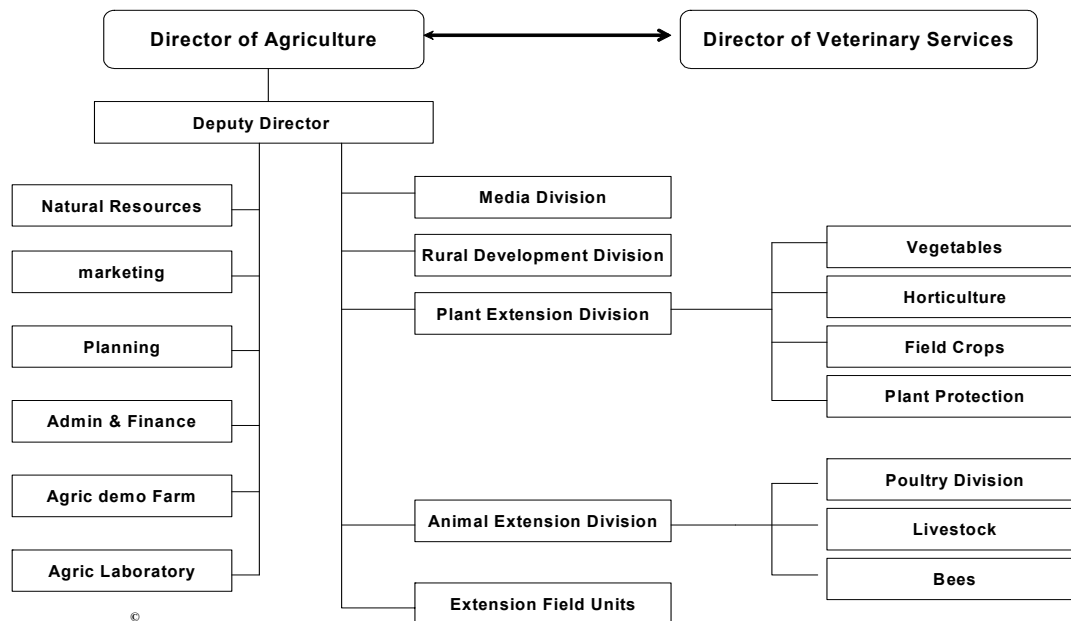 Director of Agriculture
Director of Veterinary Services
Deputy Director
Natural Resources
marketing
Planning
Admin & Finance
Agric demo Farm
Agric Laboratory
Media Division
Rural Development Division
Plant Extension Division
Animal Extension Division
Extension Field Units
Vegetables
Horticulture
Field Crops
Plant Protection
Poultry Division
Livestock
Bees
©